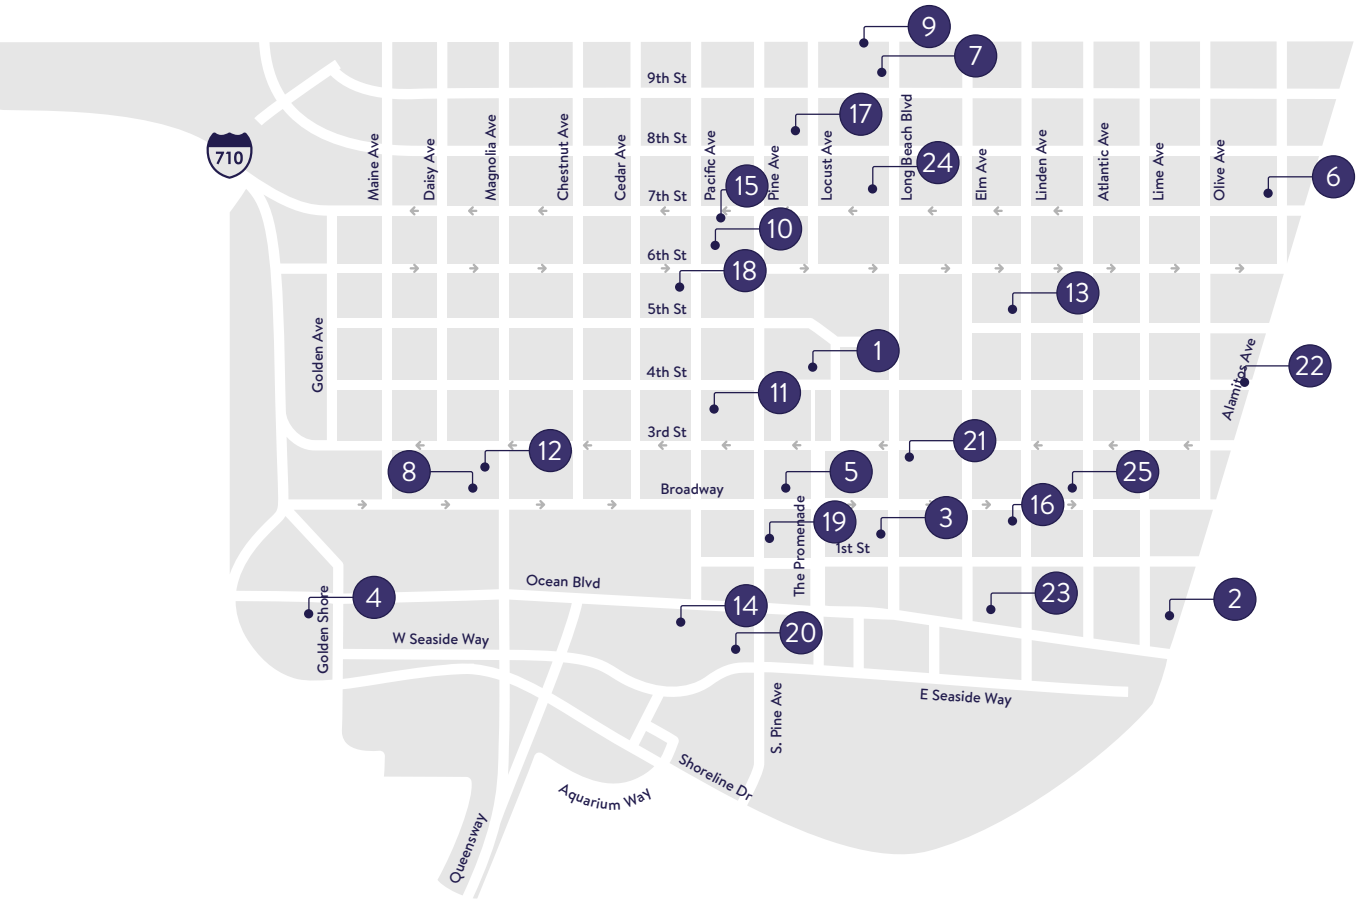 9
7
9th St
17
8th St
710
Maine Ave
Daisy Ave
Magnolia Ave
Chestnut Ave
Cedar Ave
Pacific Ave
Pine Ave
Locust Ave
Long Beach Blvd
Elm Ave
Linden Ave
Atlantic Ave
Lime Ave
Olive Ave
24
6
15
7th St
10
6th St
18
13
5th St
Golden Ave
1
22
4th St
Alamitos Ave
11
3rd St
21
12
8
5
25
Broadway
16
3
19
The Promenade
1st St
Ocean Blvd
4
Golden Shore
14
23
2
20
W Seaside Way
E Seaside Way
S. Pine Ave
Shoreline Dr
Aquarium Way
Queensway